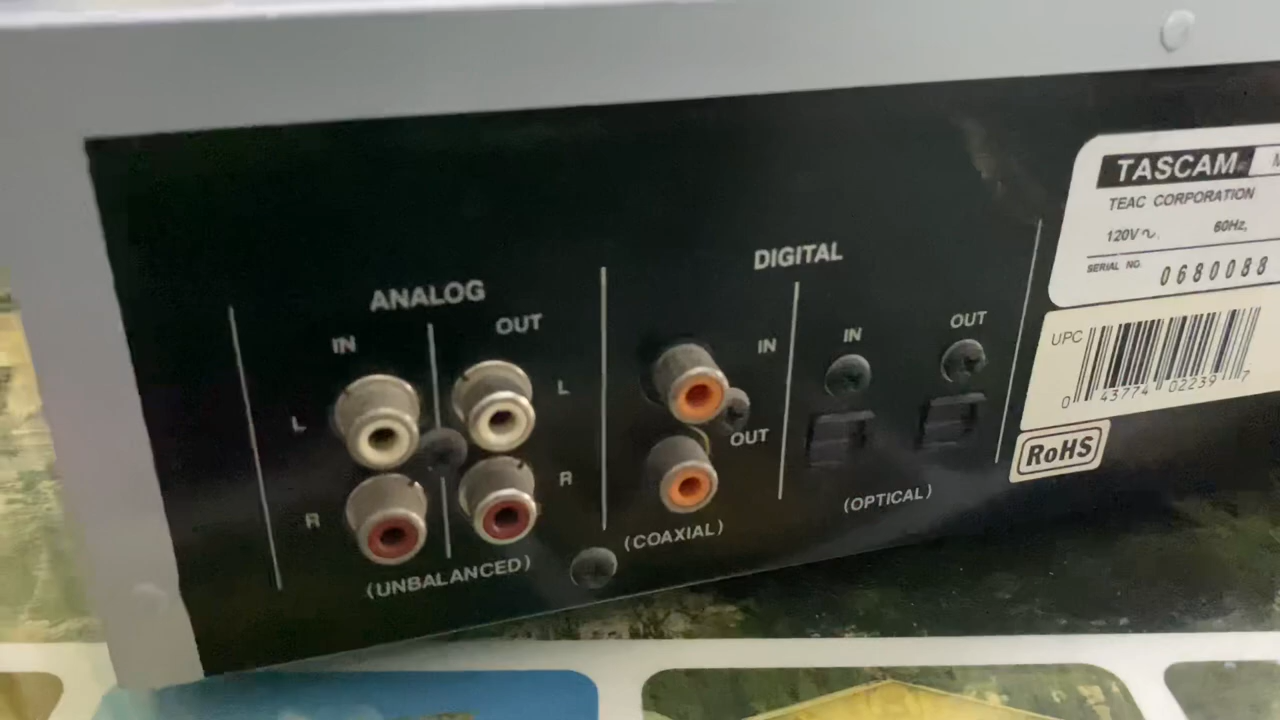 ANALOG
IN
OUT
L
L
R
R
(UNBALANCED)
DIGITAL
IN
OUT
(COAXIAL)
IN
OUT
(OPTICAL)
TASCAM
TEAC CORPORATION
120V~, 60Hz,
SERIAL NO. 0680088
UPC
0 43774 02239 7
RoHS